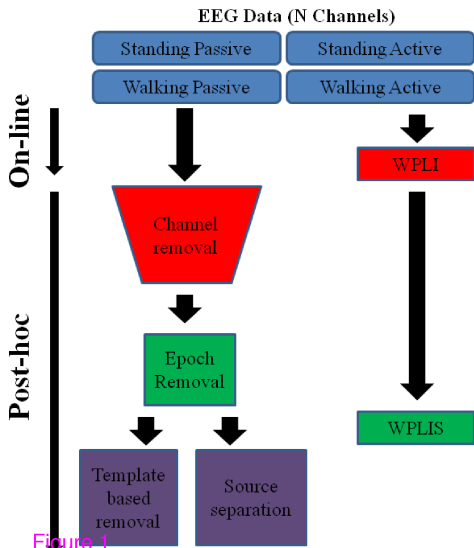 EEG Data (N Channels)
Standing Passive
Standing Active
Walking Passive
Walking Active
On-line
WPLI
Channel
removal
Post-hoc
Epoch
Removal
WPLIS
Template
based
removal
Source
separation
Figure 1